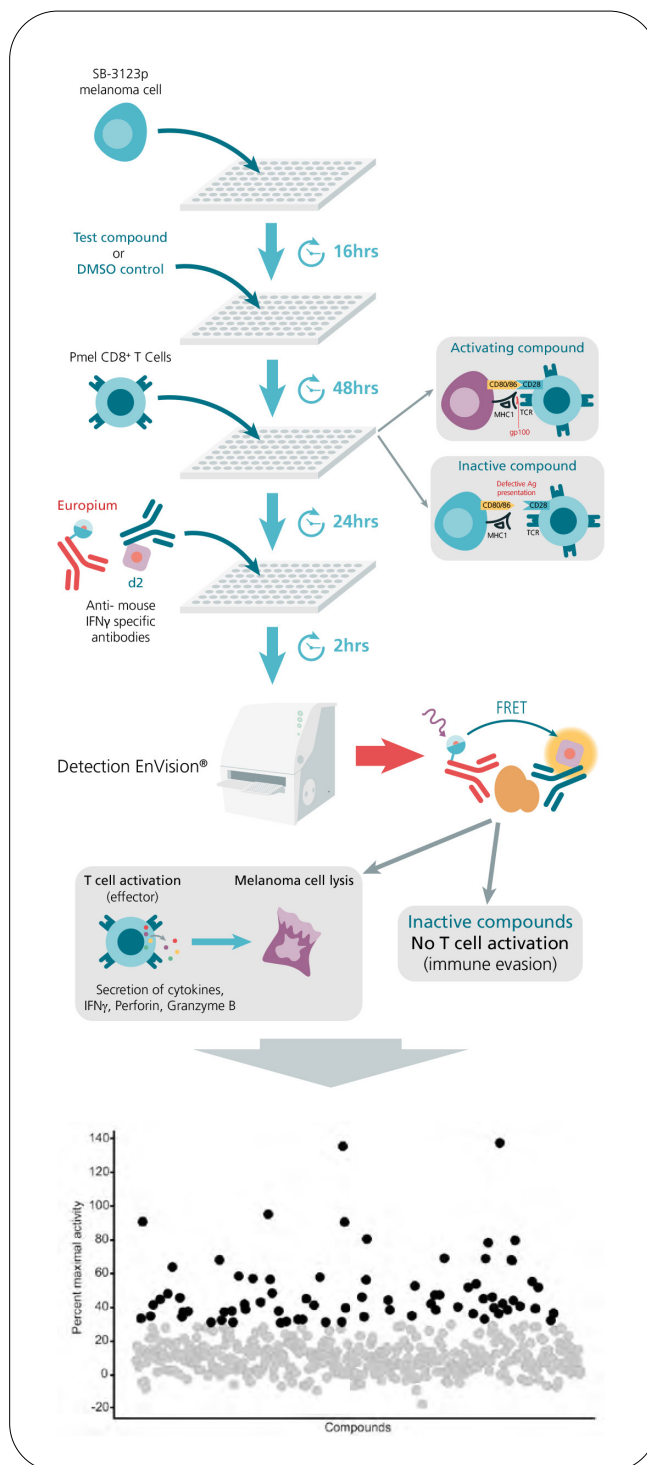 SB-3123p
melanoma cell
16hrs
Test compound
or
DMSO control
Pmel CD8⁺ T Cells
48hrs
Activating compound
CD80/86
CD28
MHC1
TCR
gp100
Inactive compound
Defective Ag
presentation
CD80/86
CD28
MHC1
TCR
Europium
24hrs
d2
Anti- mouse
IFNγ specific
antibodies
2hrs
Detection EnVision®
FRET
T cell activation
(effector)
Melanoma cell lysis
Secretion of cytokines,
IFNγ, Perforin, Granzyme B
Inactive compounds
No T cell activation
(immune evasion)
Percent maximal activity
140
120
100
80
60
40
20
0
-20
Compounds